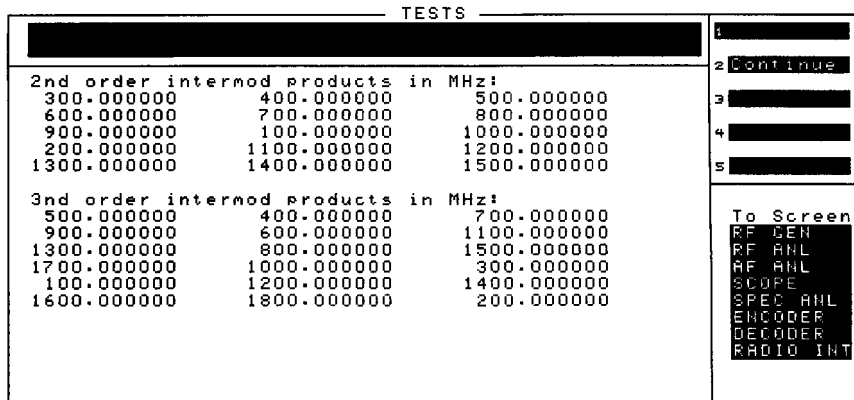 TESTS
2nd order intermod products in MHz:
300.000000 400.000000 500.000000
600.000000 700.000000 800.000000
900.000000 100.000000 1000.000000
200.000000 1100.000000 1200.000000
1300.000000 1400.000000 1500.000000
3nd order intermod products in MHz:
500.000000 400.000000 700.000000
900.000000 600.000000 1100.000000
1300.000000 800.000000 1500.000000
1700.000000 1000.000000 300.000000
100.000000 1200.000000 1400.000000
1600.000000 1800.000000 200.000000
1
2 Continue
3
4
5
To Screen
RF GEN
RF ANL
AF ANL
SCOPE
SPEC ANL
ENCODER
DECODER
RADIO INT